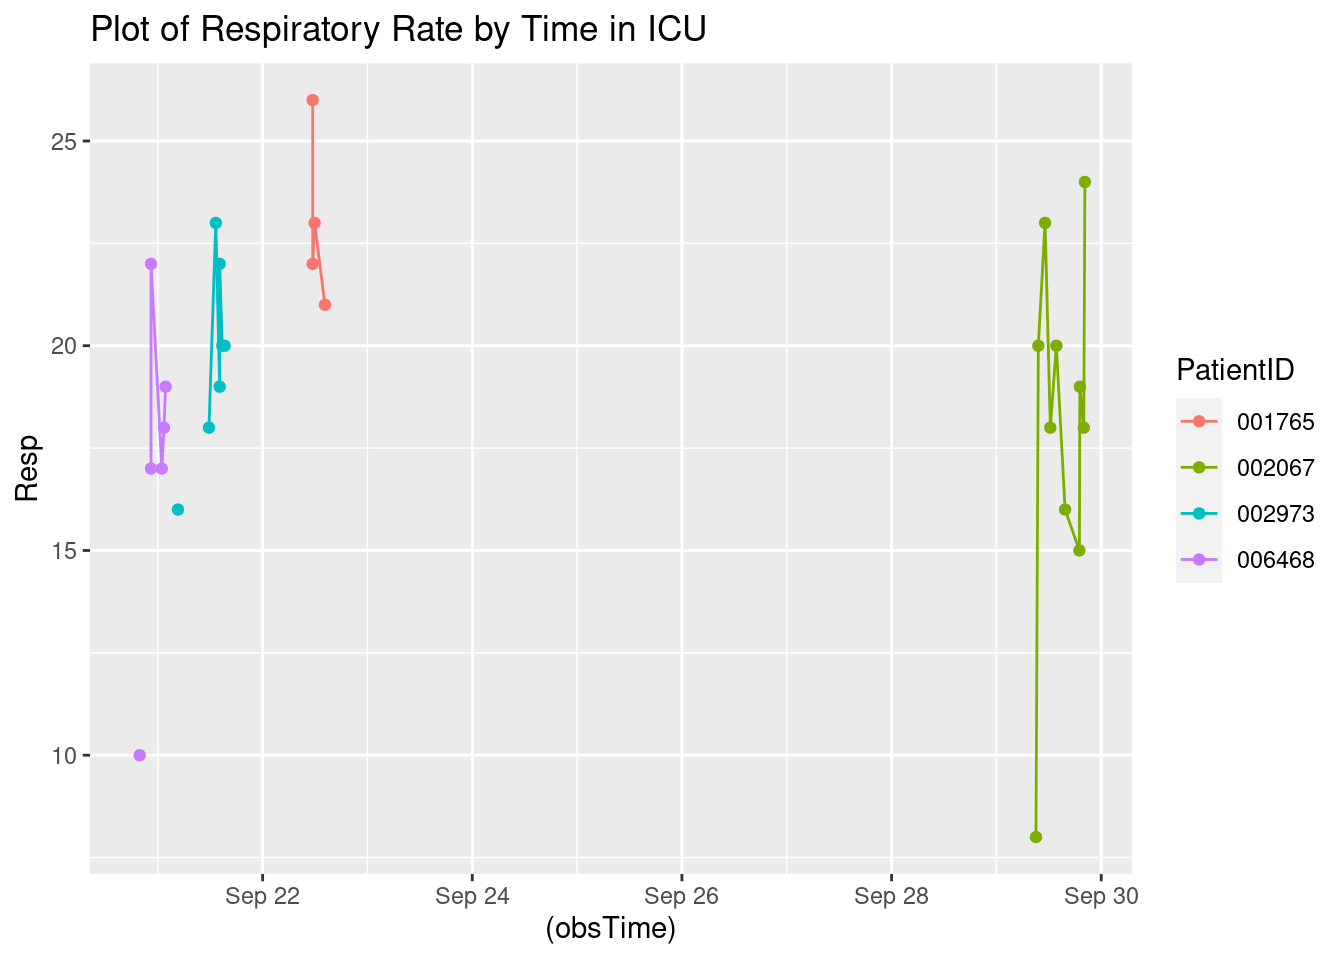 Plot of Respiratory Rate by Time in ICU
Resp
25
20
15
10
Sep 22 Sep 24 Sep 26 Sep 28 Sep 30
(obsTime)
PatientID
001765
002067
002973
006468